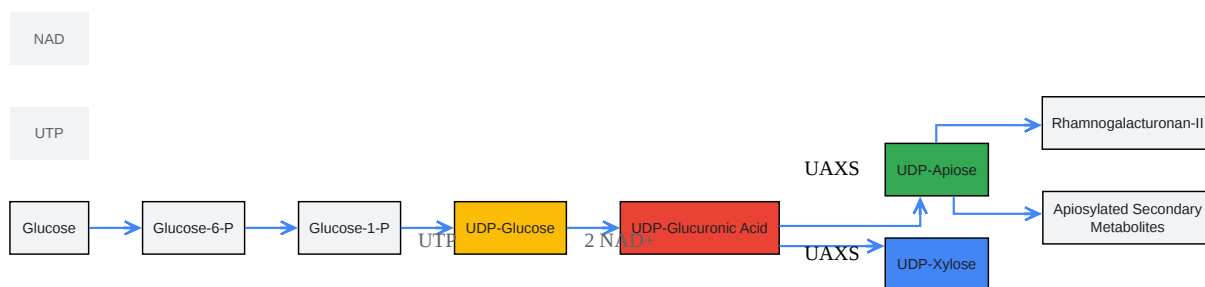 NAD
UTP
Rhamnogalacturonan-II
UAXS
UDP-Apiose
Apiosylated Secondary
Metabolites
Glucose
Glucose-6-P
Glucose-1-P
UTP
UDP-Glucose
2 NAD+
UDP-Glucuronic Acid
UAXS
UDP-Xylose